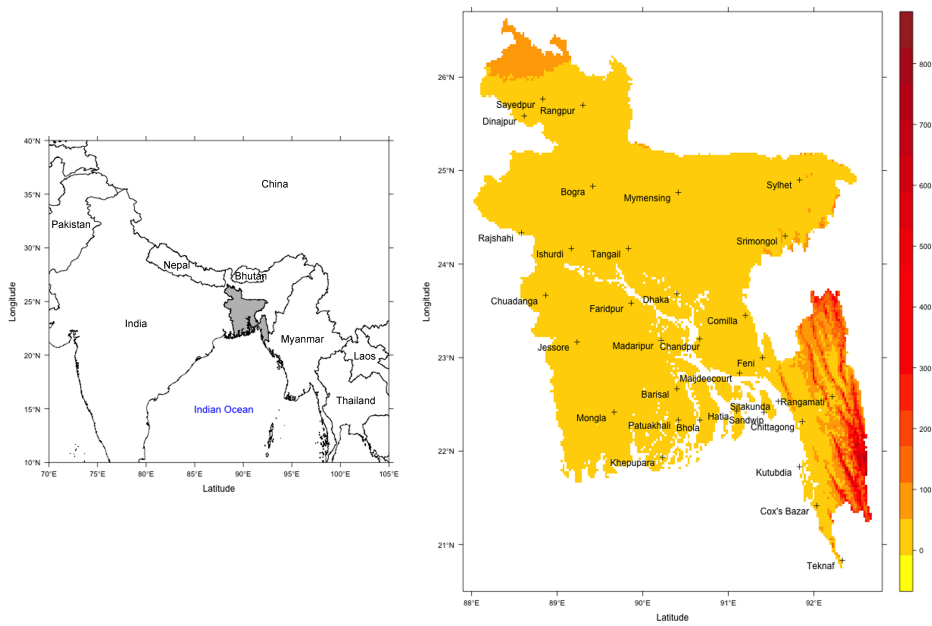 40°N
35°N
30°N
25°N
20°N
15°N
10°N
70°E
75°E
80°E
85°E
90°E
95°E
100°E
105°E
Longitude
Latitude
China
Pakistan
Nepal
Bhutan
India
Myanmar
Laos
Thailand
Indian Ocean
26°N
25°N
24°N
23°N
22°N
21°N
88°E
89°E
90°E
91°E
92°E
Longitude
Latitude
Sayedpur
Rangpur
Dinajpur
Bogra
Mymensing
Sylhet
Rajshahi
Ishurdi
Tangail
Srimongol
Chuadanga
Faridpur
Dhaka
Comilla
Jessore
Madaripur
Chandpur
Feni
Maijdeecourt
Barisal
Mongla
Patuakhali
Bhola
Hatia
Sitakunda
Sandwip
Rangamati
Chittagong
Khepupara
Kutubdia
Cox's Bazar
Teknaf
800
700
600
500
400
300
200
100
0